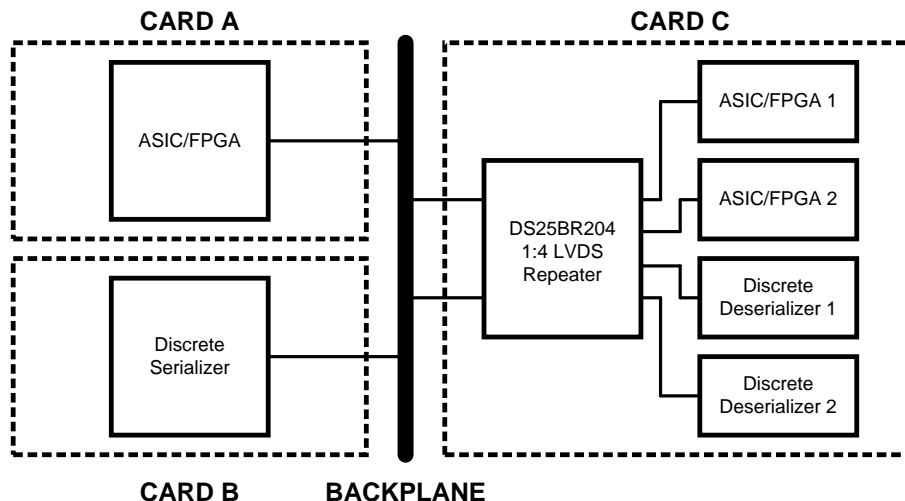 CARD A
CARD C
ASIC/FPGA
ASIC/FPGA 1
ASIC/FPGA 2
DS25BR204
1:4 LVDS
Repeater
Discrete
Serializer
Discrete
Deserializer 1
Discrete
Deserializer 2
CARD B
BACKPLANE